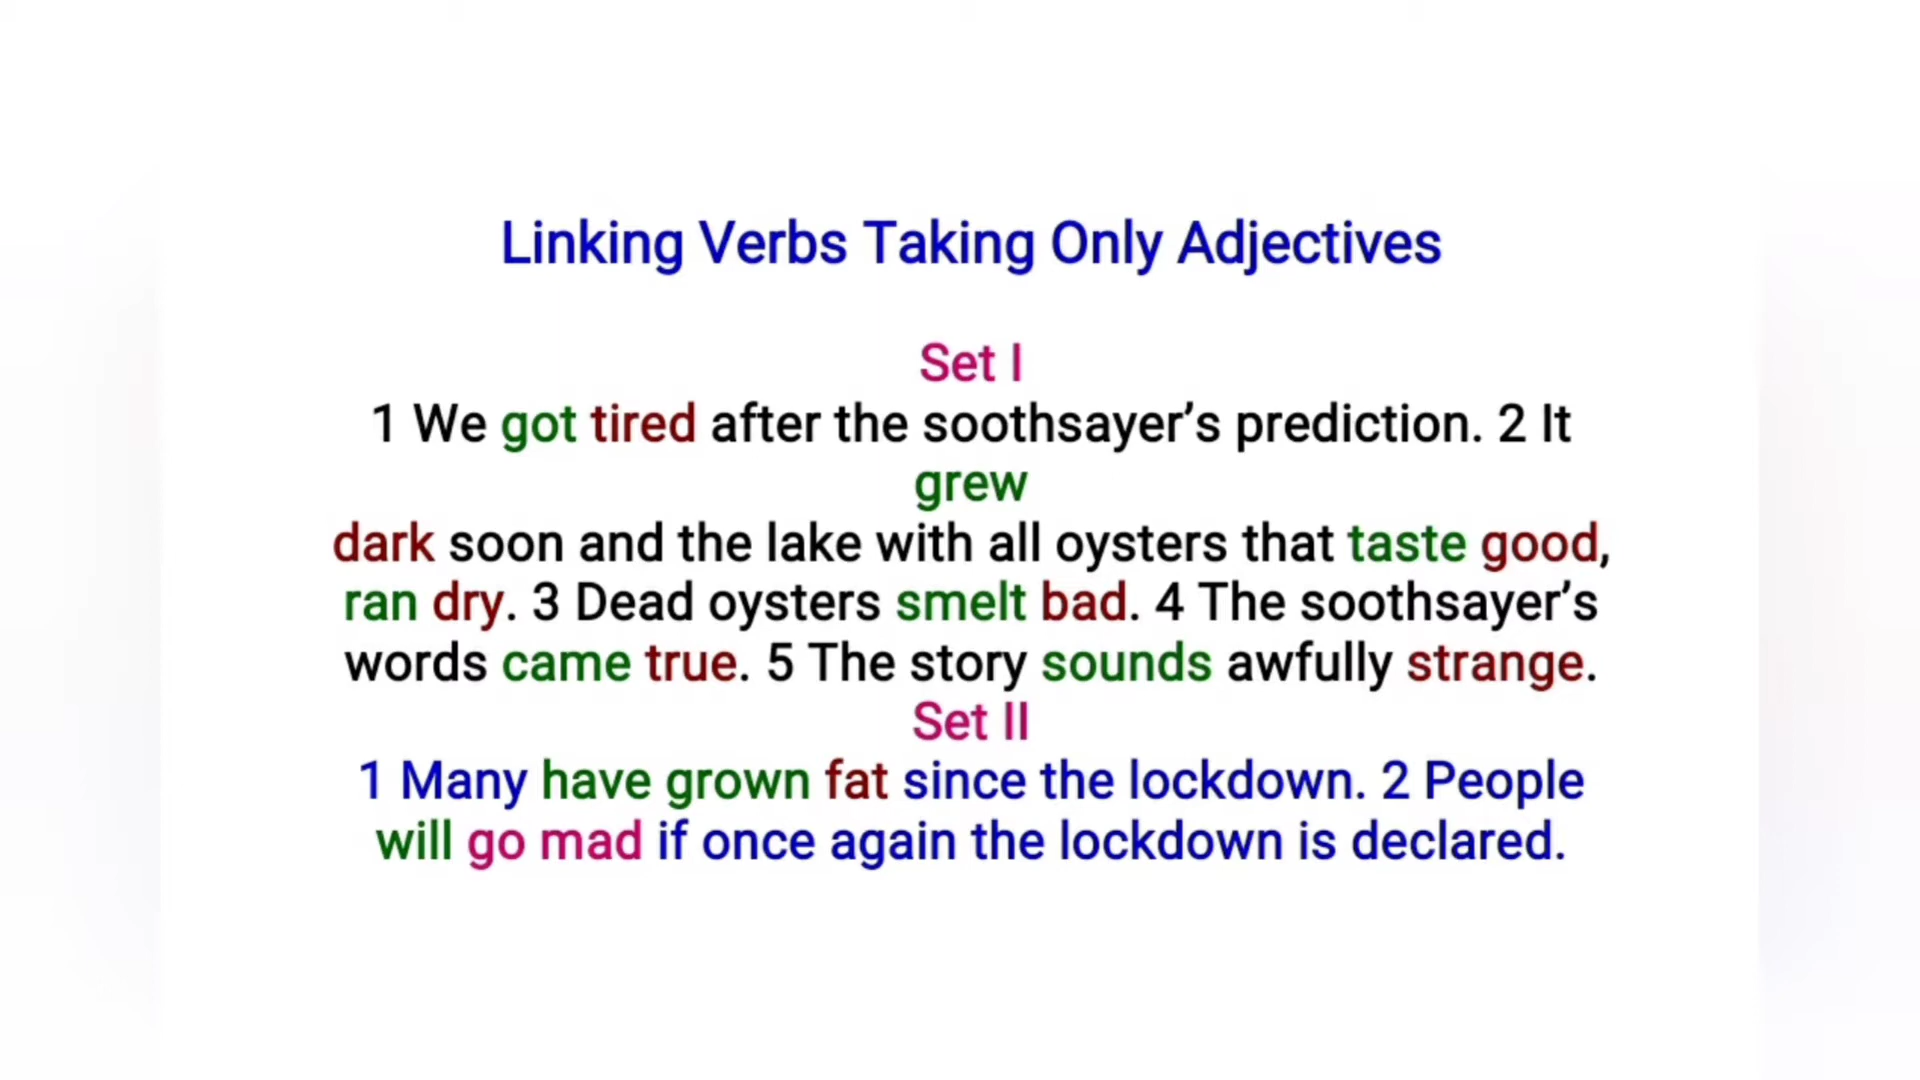 Linking Verbs Taking Only Adjectives
Set I
1 We got tired after the soothsayer’s prediction. 2 It
grew
dark soon and the lake with all oysters that taste good,
ran dry. 3 Dead oysters smelt bad. 4 The soothsayer’s
words came true. 5 The story sounds awfully strange.
Set II
1 Many have grown fat since the lockdown. 2 People
will go mad if once again the lockdown is declared.